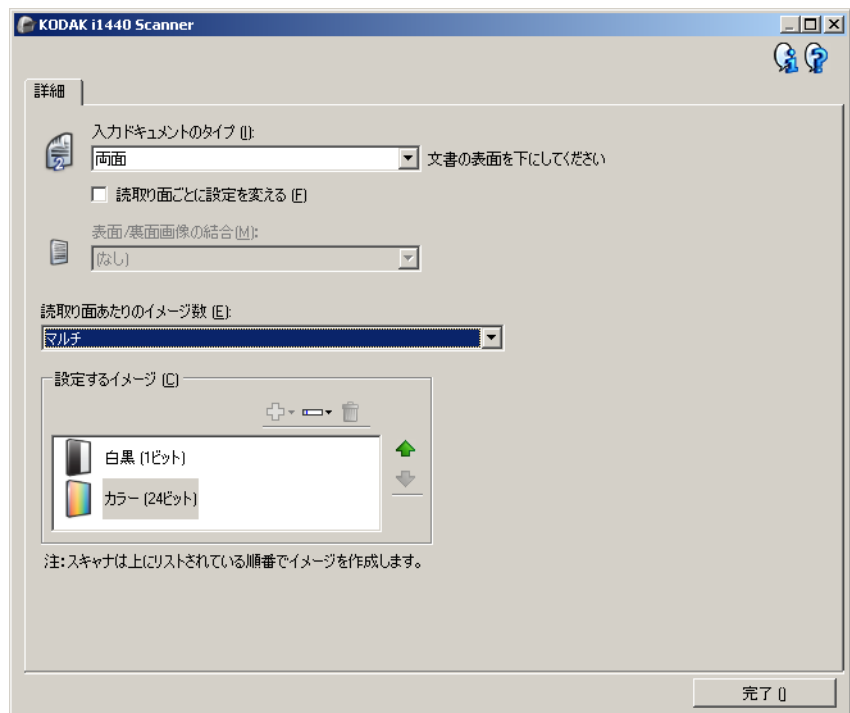 KODAK i1440 Scanner
詳細
入力ドキュメントのタイプ (I):
両面
文書の表面を下にしてください
読取り面ごとに設定を変える (F)
表面/裏面画像の結合(M):
(なし)
読取り面あたりのイメージ数 (E):
マルチ
設定するイメージ (C)
白黒 (1ビット)
カラー (24ビット)
注:スキャナは上にリストされている順番でイメージを作成します。
完了 ()